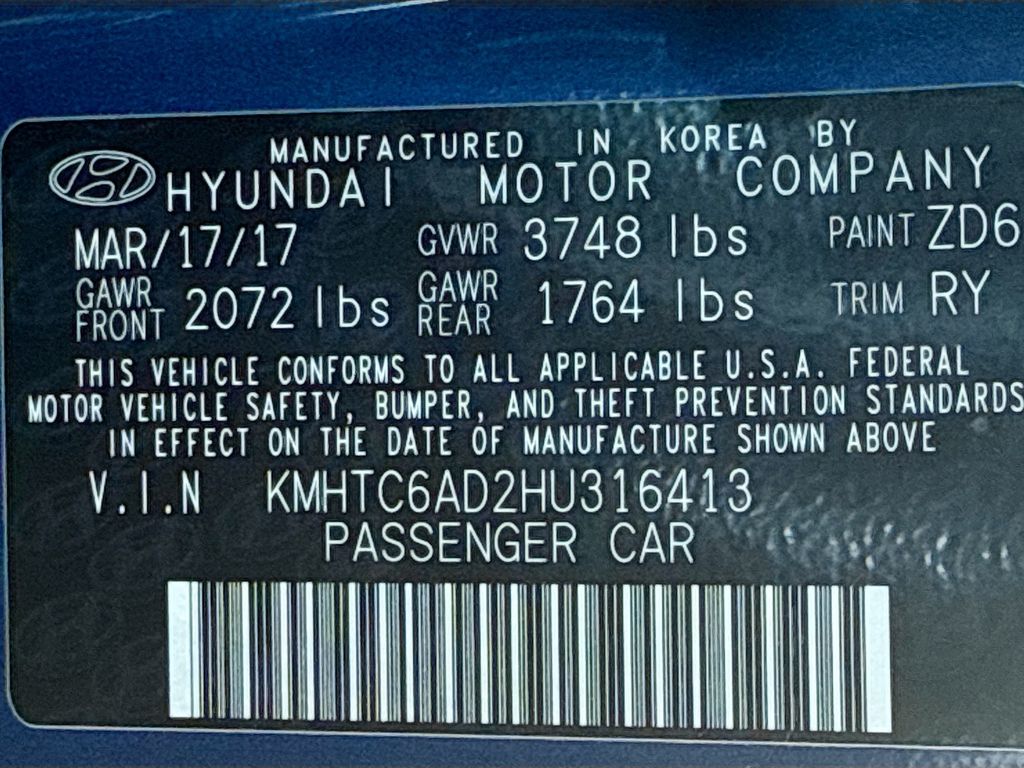 MANUFACTURED IN KOREA BY
HYUNDAI MOTOR COMPANY
MAR/17/17 GVWR 3748 lbs PAINT ZD6
GAWR FRONT 2072 lbs GAWR REAR 1764 lbs TRIM RY
THIS VEHICLE CONFORMS TO ALL APPLICABLE U.S.A. FEDERAL
MOTOR VEHICLE SAFETY, BUMPER, AND THEFT PREVENTION STANDARDS
IN EFFECT ON THE DATE OF MANUFACTURE SHOWN ABOVE
V.I.N KMHTC6AD2HU316413
PASSENGER CAR